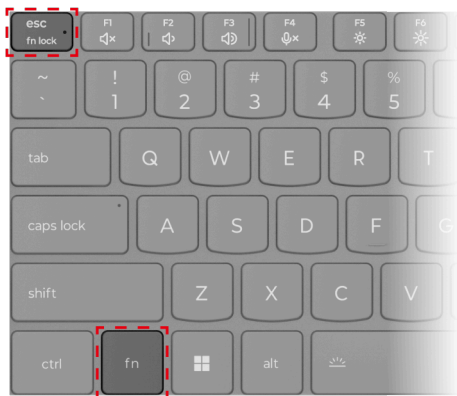 esc F1 F2 F3 F4 F5 F6
fn lock
~ ! @ # $ %
` 1 2 3 4 5
tab Q W E R T
caps lock A S D F G
shift Z X C V
ctrl fn alt